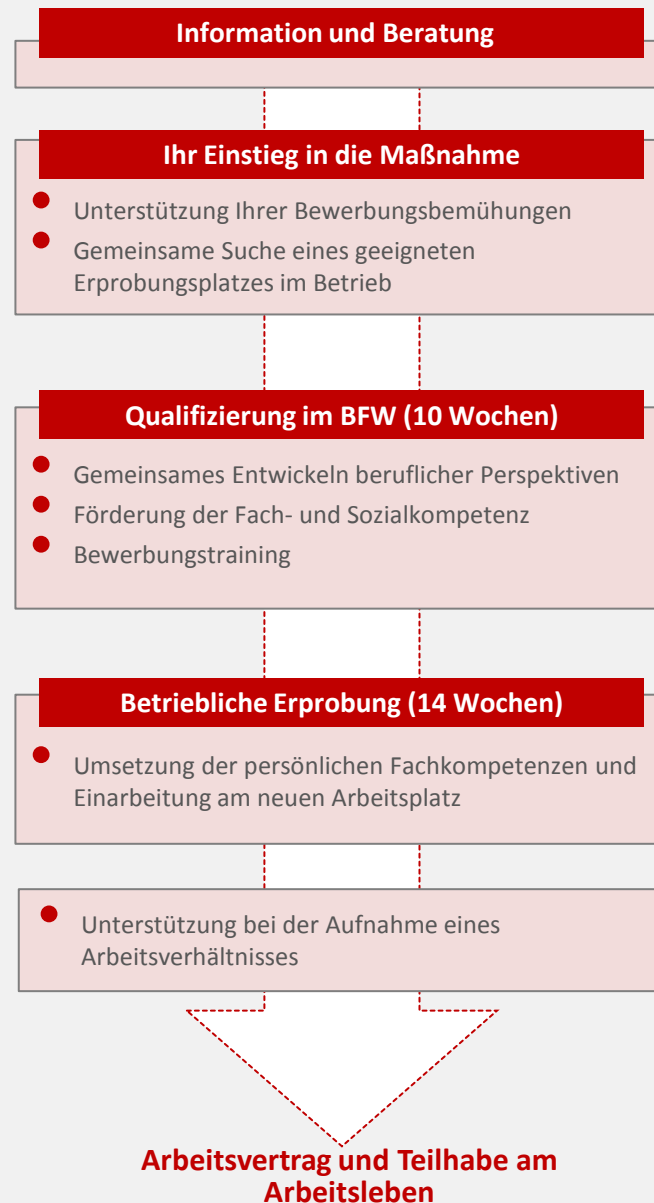 Information und Beratung
Ihr Einstieg in die Maßnahme
Unterstützung Ihrer Bewerbungsbemühungen
Gemeinsame Suche eines geeigneten
Erprobungsplatzes im Betrieb
Qualifizierung im BFW (10 Wochen)
Gemeinsames Entwickeln beruflicher Perspektiven
Förderung der Fach- und Sozialkompetenz
Bewerbungstraining
Betriebliche Erprobung (14 Wochen)
Umsetzung der persönlichen Fachkompetenzen und
Einarbeitung am neuen Arbeitsplatz
Unterstützung bei der Aufnahme eines
Arbeitsverhältnisses
Arbeitsvertrag und Teilhabe am
Arbeitsleben